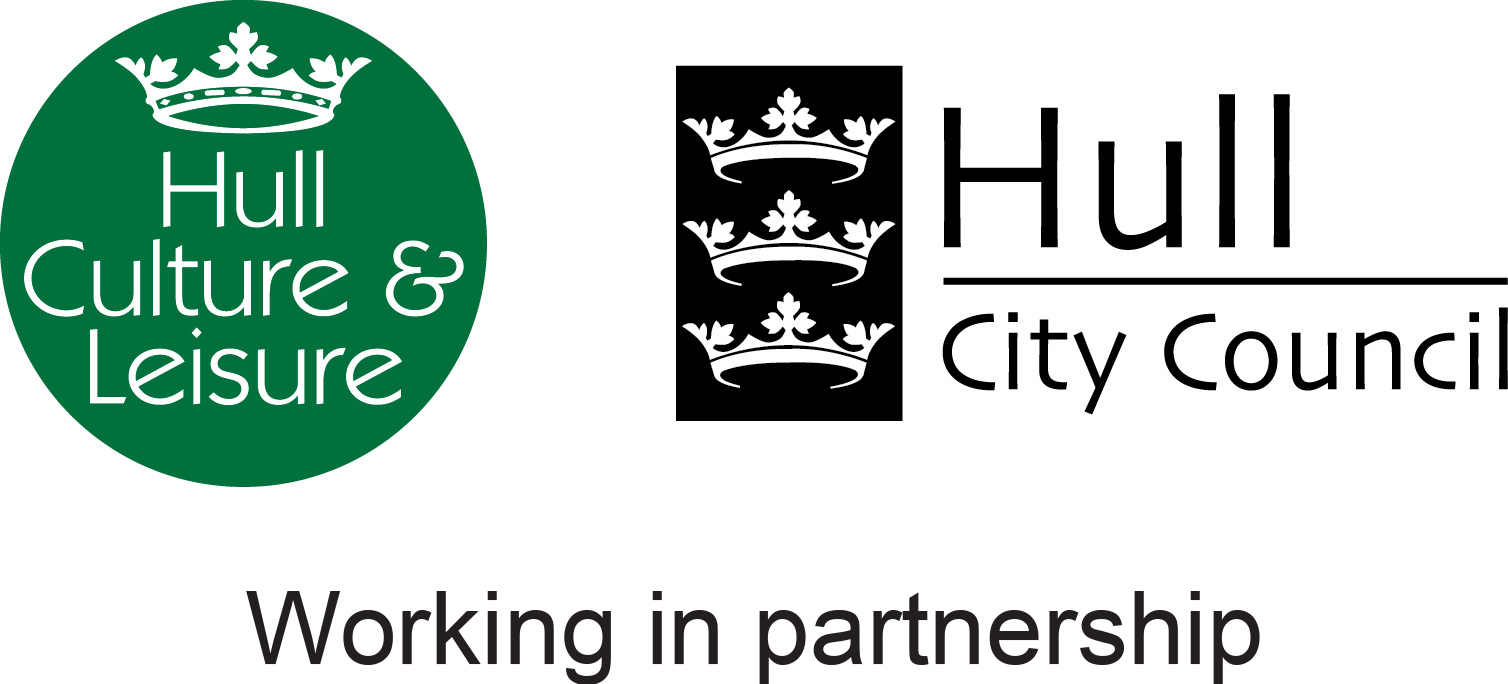 Hull
Culture &
Leisure
Hull
City Council
Working in partnership